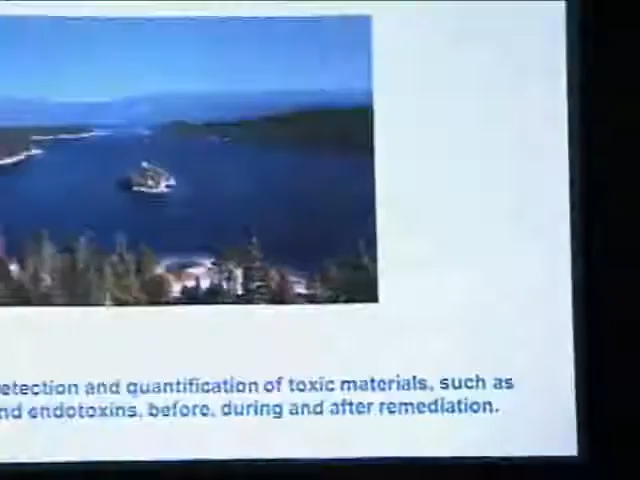 etection and quantification of toxic materials, such as
nd endotoxins, before, during and after remediation.